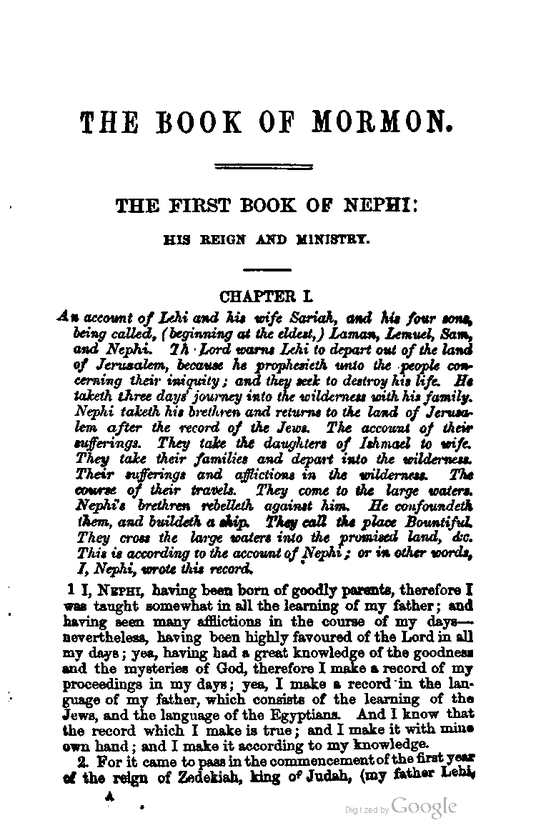 THE BOOK OF MORMON.
THE FIRST BOOK OF NEPHI:
HIS REIGN AND MINISTRY.
CHAPTER I.
An account of Lehi and his wife Sariah, and his four sons,
being called, (beginning at the eldest,) Laman, Lemuel, Sam,
and Nephi. Th Lord warns Lehi to depart out of the land
of Jerusalem, because he prophesieth unto the people con-
cerning their iniquity; and they seek to destroy his life. He
taketh three days' journey into the wilderness with his family.
Nephi taketh his brethren and returns to the land of Jerusa-
lem after the record of the Jews. The account of their
sufferings. They take the daughters of Ishmael to wife.
They take their families and depart into the wilderness.
Their sufferings and afflictions in the wilderness. The
course of their travels. They come to the large waters.
Nephi's brethren rebelleth against him. He confoundeth
them, and buildeth a ship. They call the place Bountiful.
They cross the large waters into the promised land, &c.
This is according to the account of Nephi; or in other words,
I, Nephi, wrote this record.
1 I, NEPHI, having been born of goodly parents, therefore I
was taught somewhat in all the learning of my father; and
having seen many afflictions in the course of my days—
nevertheless, having been highly favoured of the Lord in all
my days; yea, having had a great knowledge of the goodness
and the mysteries of God, therefore I make a record of my
proceedings in my days; yea, I make a record in the lan-
guage of my father, which consists of the learning of the
Jews, and the language of the Egyptians. And I know that
the record which I make is true; and I make it with mine
own hand; and I make it according to my knowledge.
2. For it came to pass in the commencement of the first year
of the reign of Zedekiah, king of Judah, (my father Lehi,
A
Digitized by Google